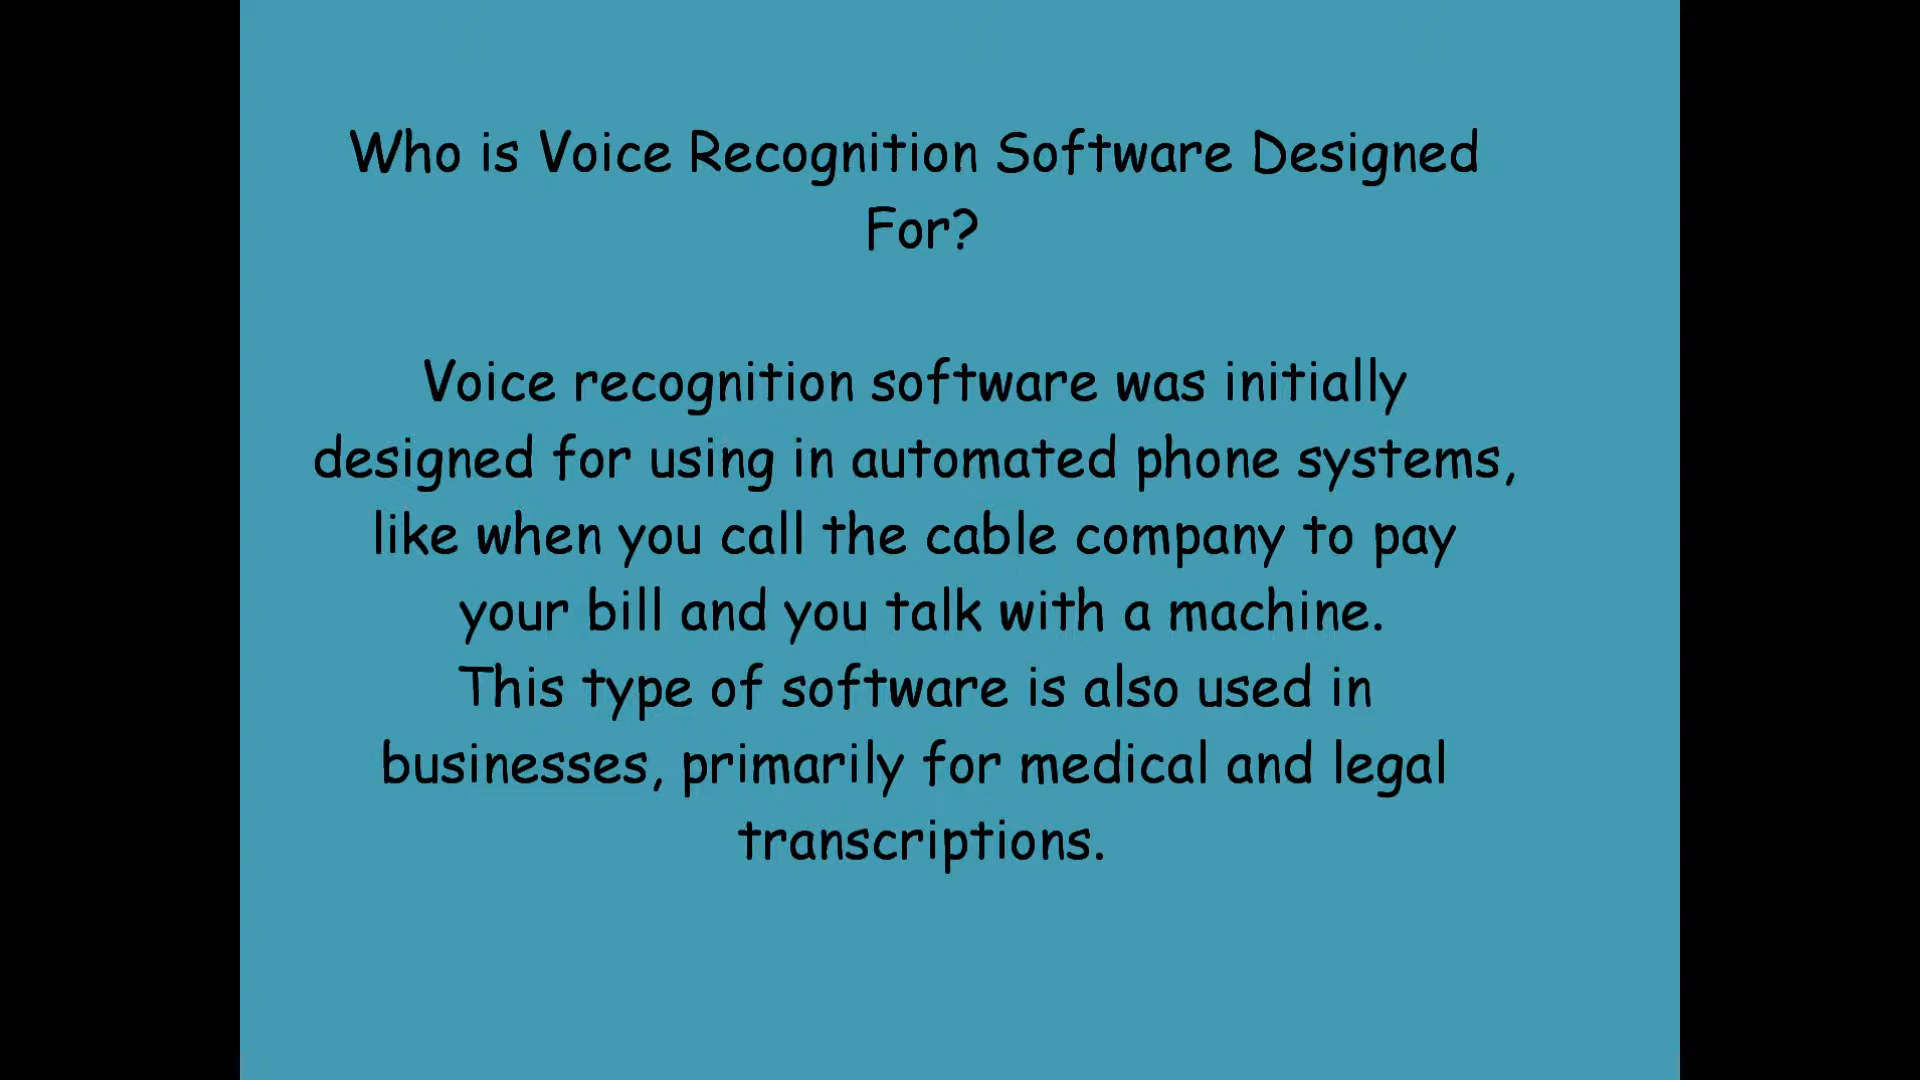 Who is Voice Recognition Software Designed
For?
Voice recognition software was initially
designed for using in automated phone systems,
like when you call the cable company to pay
your bill and you talk with a machine.
This type of software is also used in
businesses, primarily for medical and legal
transcriptions.